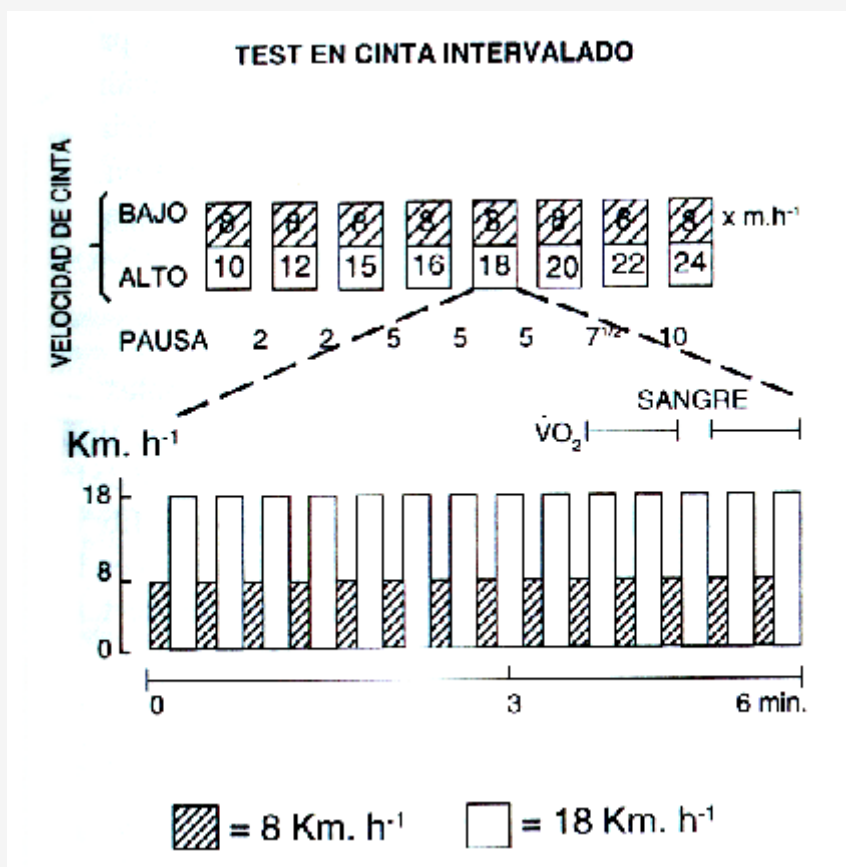 TEST EN CINTA INTERVALADO
VELOCIDAD DE CINTA
BAJO 8 8 8 8 8 8 6 8 x m.h⁻¹
ALTO 10 12 15 16 18 20 22 24
PAUSA 2 2 5 5 5 7¹/² 10
SANGRE
V̇O₂
Km. h⁻¹
18
8
0
0 3 6 min.
= 8 Km. h⁻¹ = 18 Km. h⁻¹